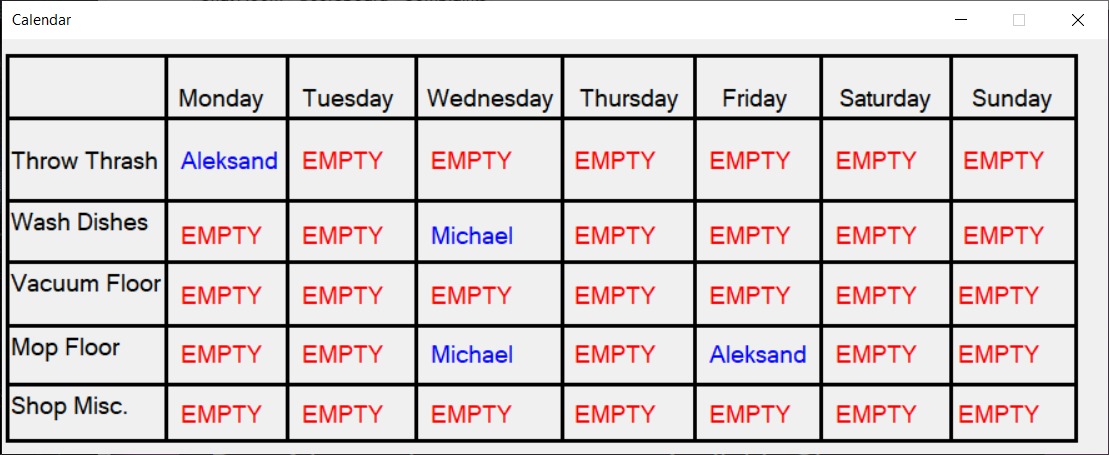 Calendar
Monday Tuesday Wednesday Thursday Friday Saturday Sunday
Throw Thrash Aleksand EMPTY EMPTY EMPTY EMPTY EMPTY EMPTY
Wash Dishes EMPTY EMPTY Michael EMPTY EMPTY EMPTY EMPTY
Vacuum Floor EMPTY EMPTY EMPTY EMPTY EMPTY EMPTY EMPTY
Mop Floor EMPTY EMPTY Michael EMPTY Aleksand EMPTY EMPTY
Shop Misc. EMPTY EMPTY EMPTY EMPTY EMPTY EMPTY EMPTY